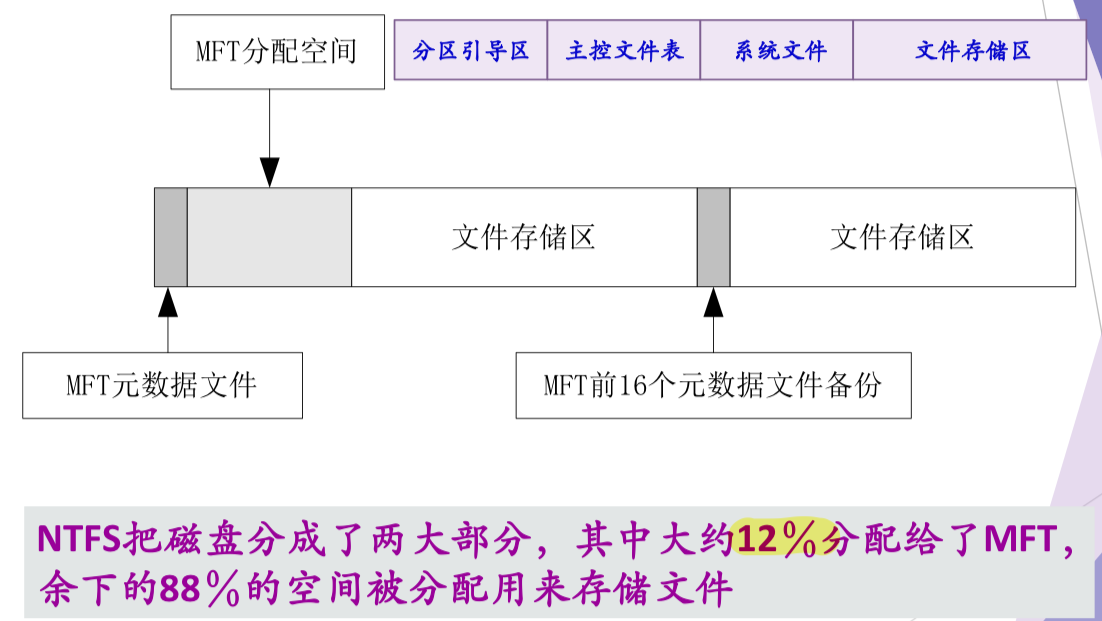 MFT分配空间
分区引导区
主控文件表
系统文件
文件存储区
文件存储区
文件存储区
MFT元数据文件
MFT前16个元数据文件备份
NTFS把磁盘分成了两大部分，其中大约12％分配给了MFT，
余下的88％的空间被分配用来存储文件